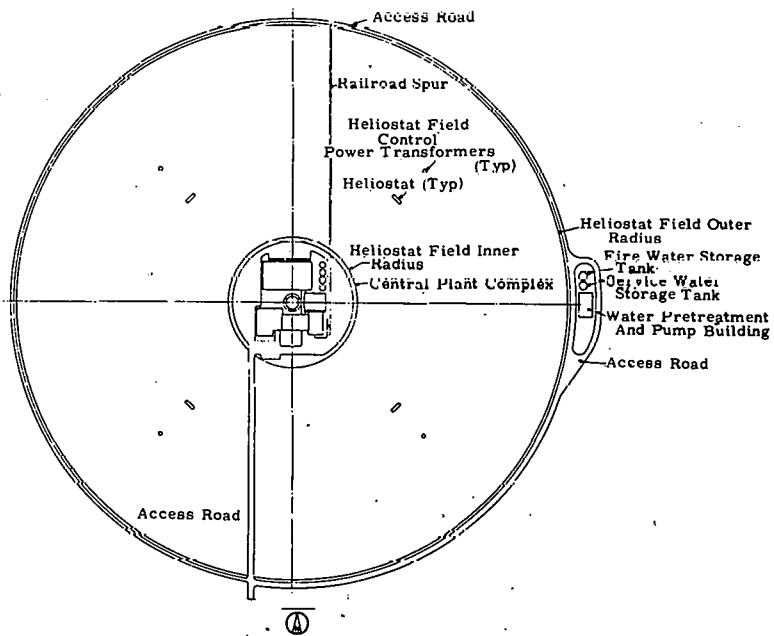 Access Road
Railroad Spur
Heliostat Field
Control
Power Transformers
(Typ)
Heliostat (Typ)
Heliostat Field Outer
Radius
Heliostat Field Inner
Radius
Central Plant Complex
Fire Water Storage
Tank
Service Water
Storage Tank
Water Pretreatment
And Pump Building
Access Road
Access Road